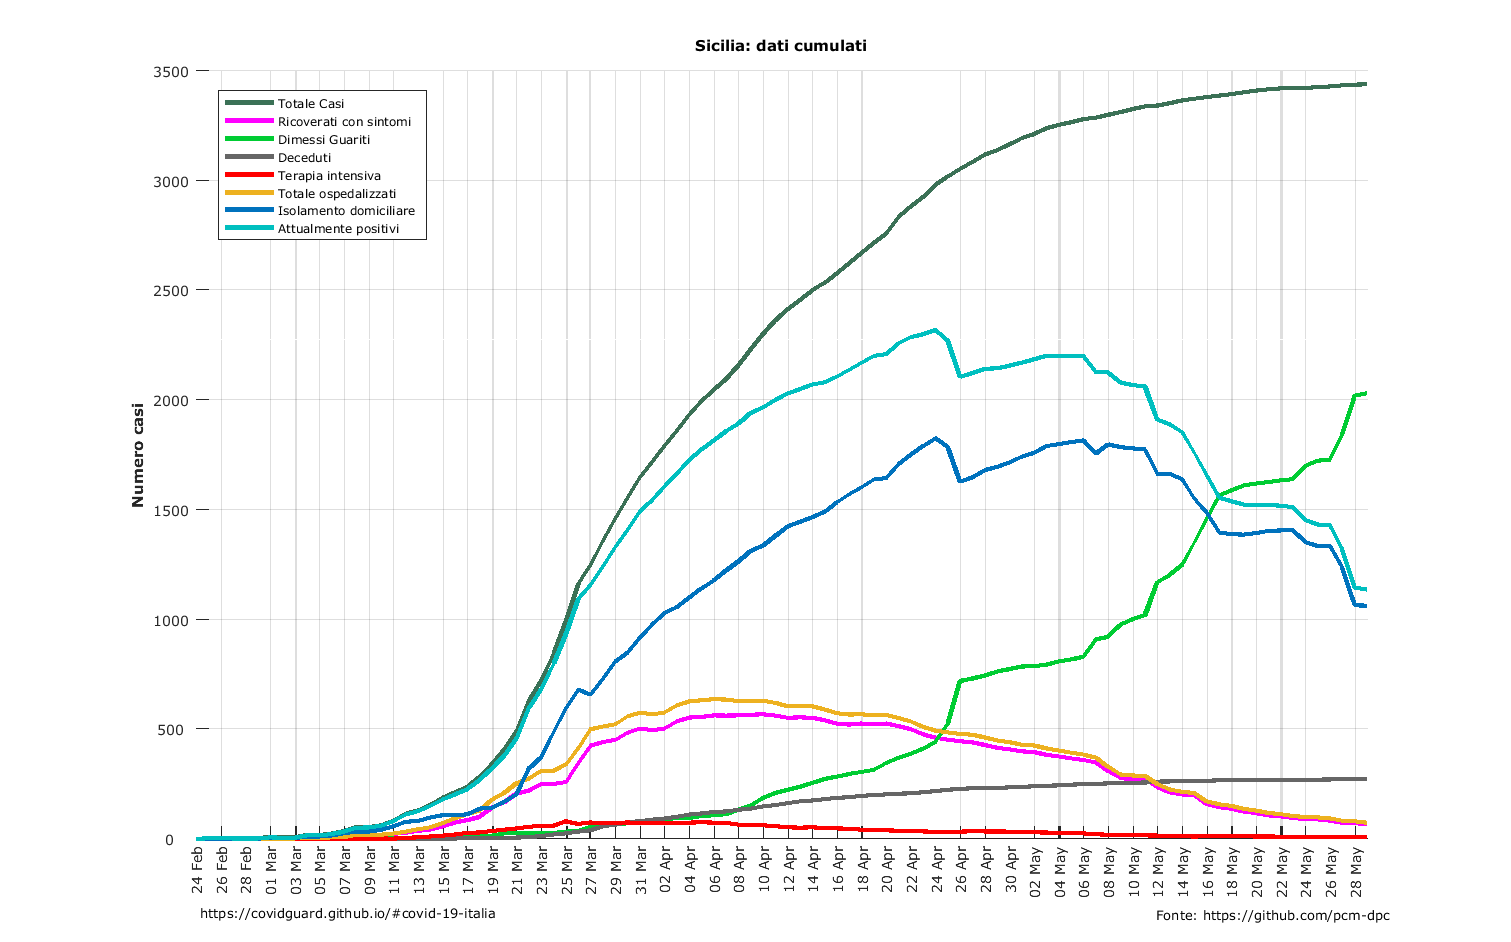 Sicilia: dati cumulati
3500
3000
2500
2000
1500
1000
500
0
Numero casi
Totale Casi
Ricoverati con sintomi
Dimessi Guariti
Deceduti
Terapia intensiva
Totale ospedalizzati
Isolamento domiciliare
Attualmente positivi
24 Feb
26 Feb
28 Feb
01 Mar
03 Mar
05 Mar
07 Mar
09 Mar
11 Mar
13 Mar
15 Mar
17 Mar
19 Mar
21 Mar
23 Mar
25 Mar
27 Mar
29 Mar
31 Mar
02 Apr
04 Apr
06 Apr
08 Apr
10 Apr
12 Apr
14 Apr
16 Apr
18 Apr
20 Apr
22 Apr
24 Apr
26 Apr
28 Apr
30 Apr
02 May
04 May
06 May
08 May
10 May
12 May
14 May
16 May
18 May
20 May
22 May
24 May
26 May
28 May
https://covidguard.github.io/#covid-19-italia
Fonte: https://github.com/pcm-dpc